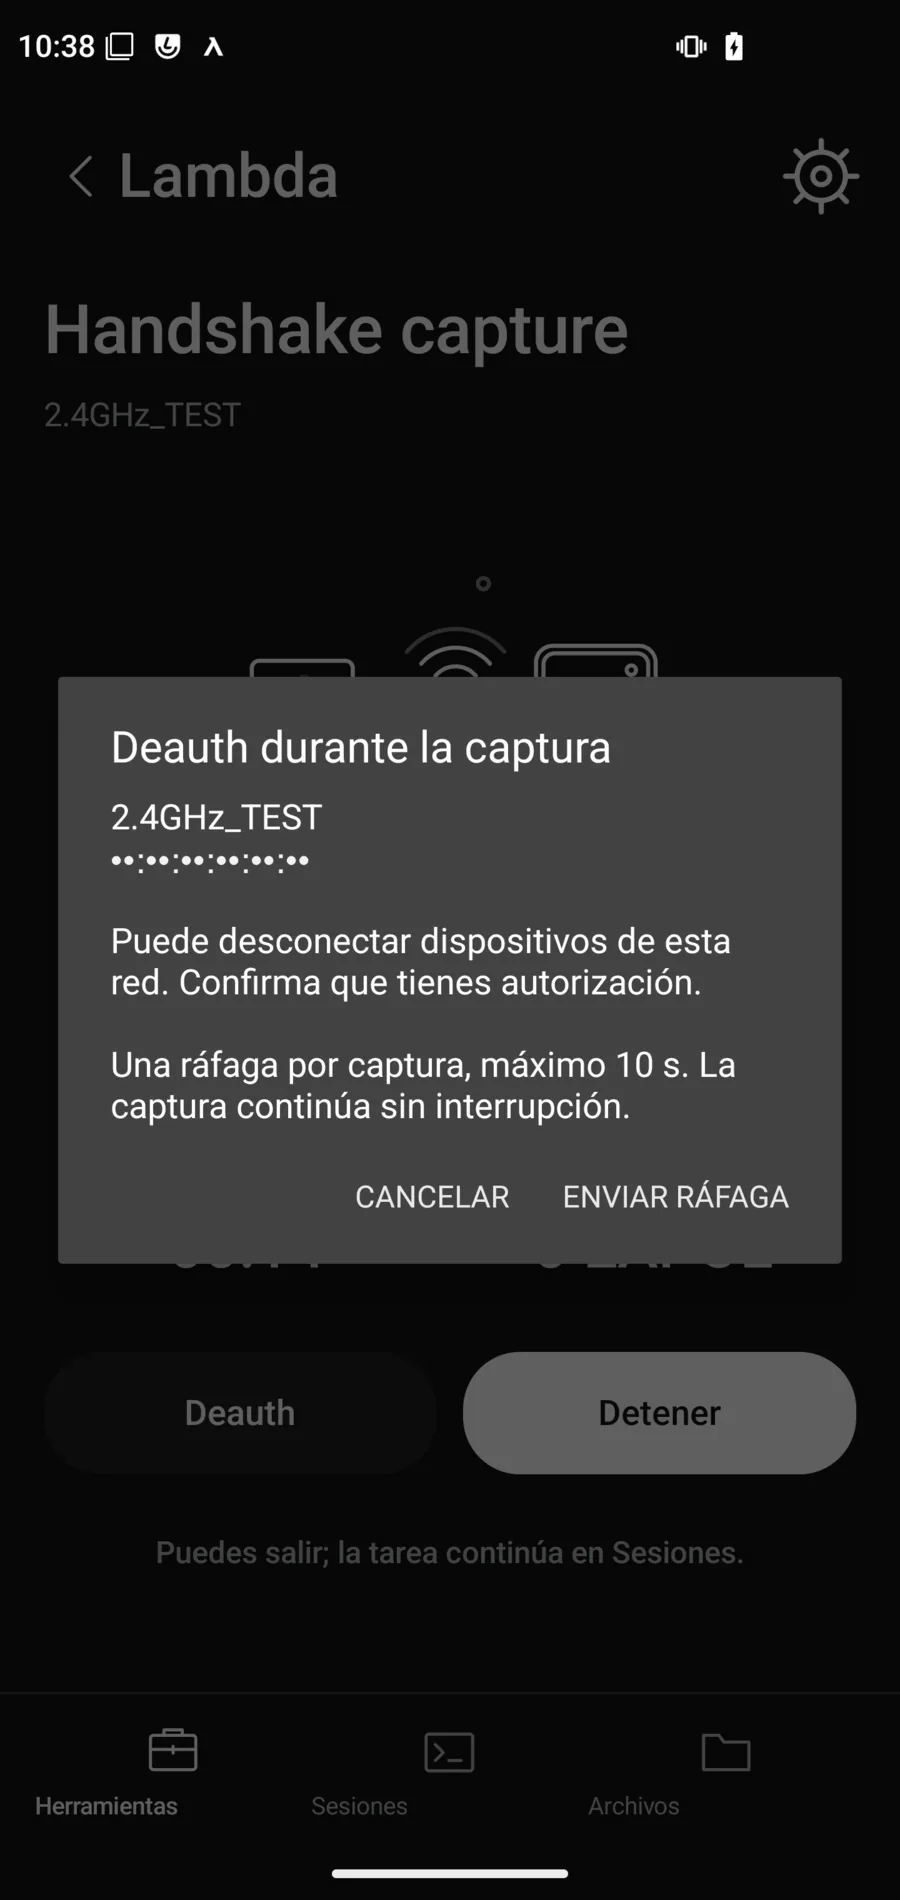 10:38
Lambda
Handshake capture
2.4GHz_TEST
Deauth durante la captura
2.4GHz_TEST
••:••:••:••:••:••
Puede desconectar dispositivos de esta
red. Confirma que tienes autorización.
Una ráfaga por captura, máximo 10 s. La
captura continúa sin interrupción.
CANCELAR ENVIAR RÁFAGA
Deauth Detener
Puedes salir; la tarea continúa en Sesiones.
Herramientas Sesiones Archivos